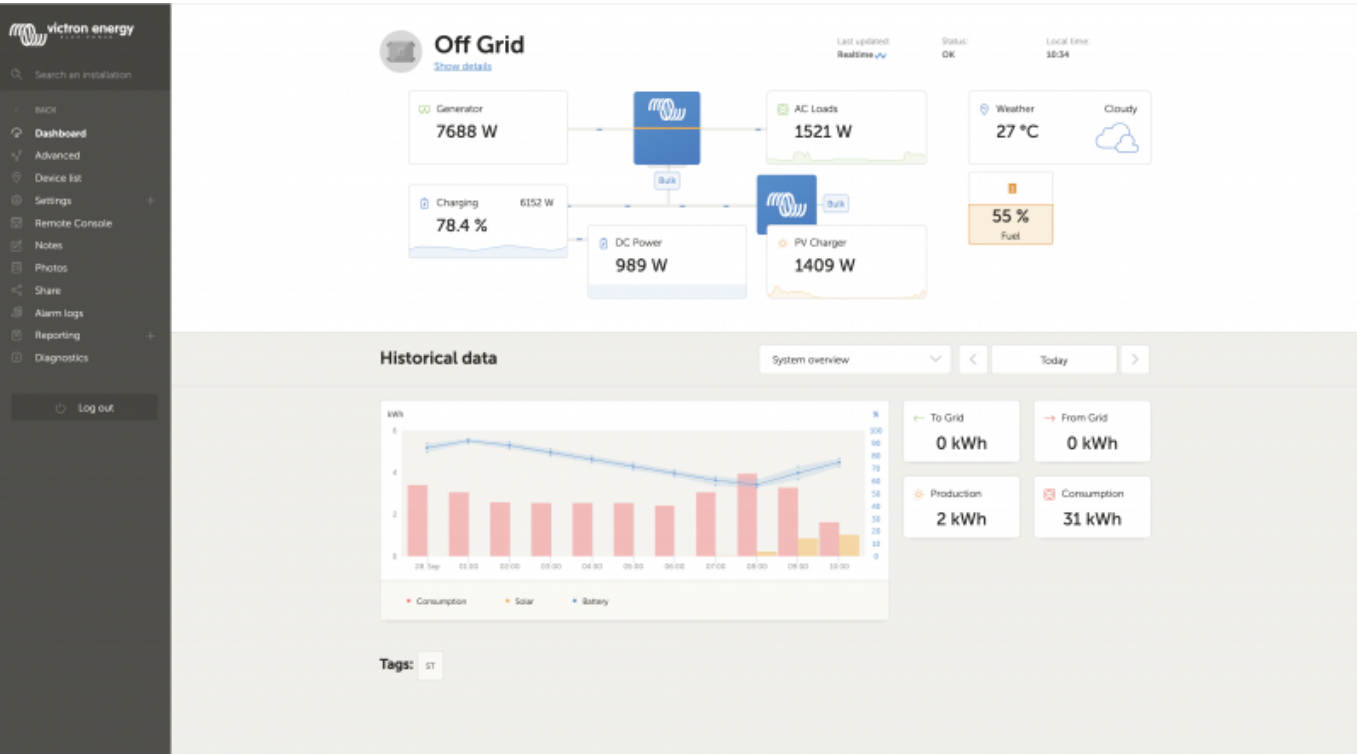 victron energy
BLUE POWER
Search an installation
BACK
Dashboard
Advanced
Device list
Settings +
Remote Console
Notes
Photos
Share
Alarm logs
Reporting +
Diagnostics
Log out
Off Grid
Show details
Last updated:
Realtime
Status:
OK
Local time:
10:34
Generator
7688 W
AC Loads
1521 W
Weather Cloudy
27 °C
Bulk
Charging 6152 W
78.4 %
Bulk
DC Power
989 W
PV Charger
1409 W
55 %
Fuel
Historical data
System overview
Today
kWh %
6
4
2
0
100
90
80
70
60
50
40
30
20
10
0
28. Sep 01:00 02:00 03:00 04:00 05:00 06:00 07:00 08:00 09:00 10:00
Consumption Solar Battery
To Grid
0 kWh
From Grid
0 kWh
Production
2 kWh
Consumption
31 kWh
Tags: ST